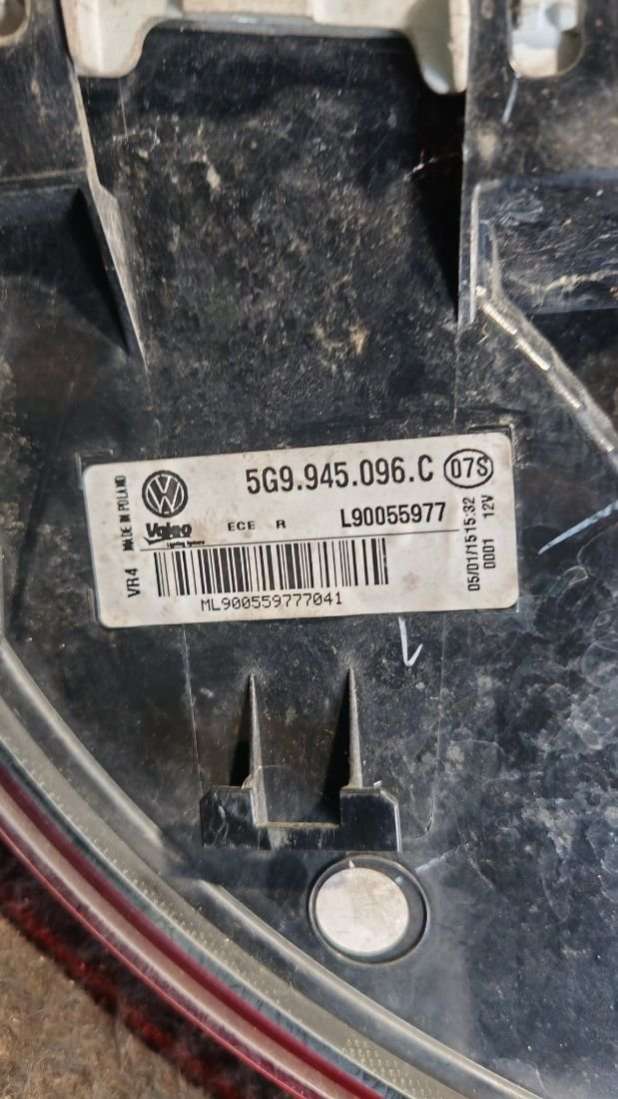 5G9.945.096.C 07S
Valeo ECE R L90055977
ML900559777041
VR4 MADE IN POLAND
05/01/15 15:32
0001 12V